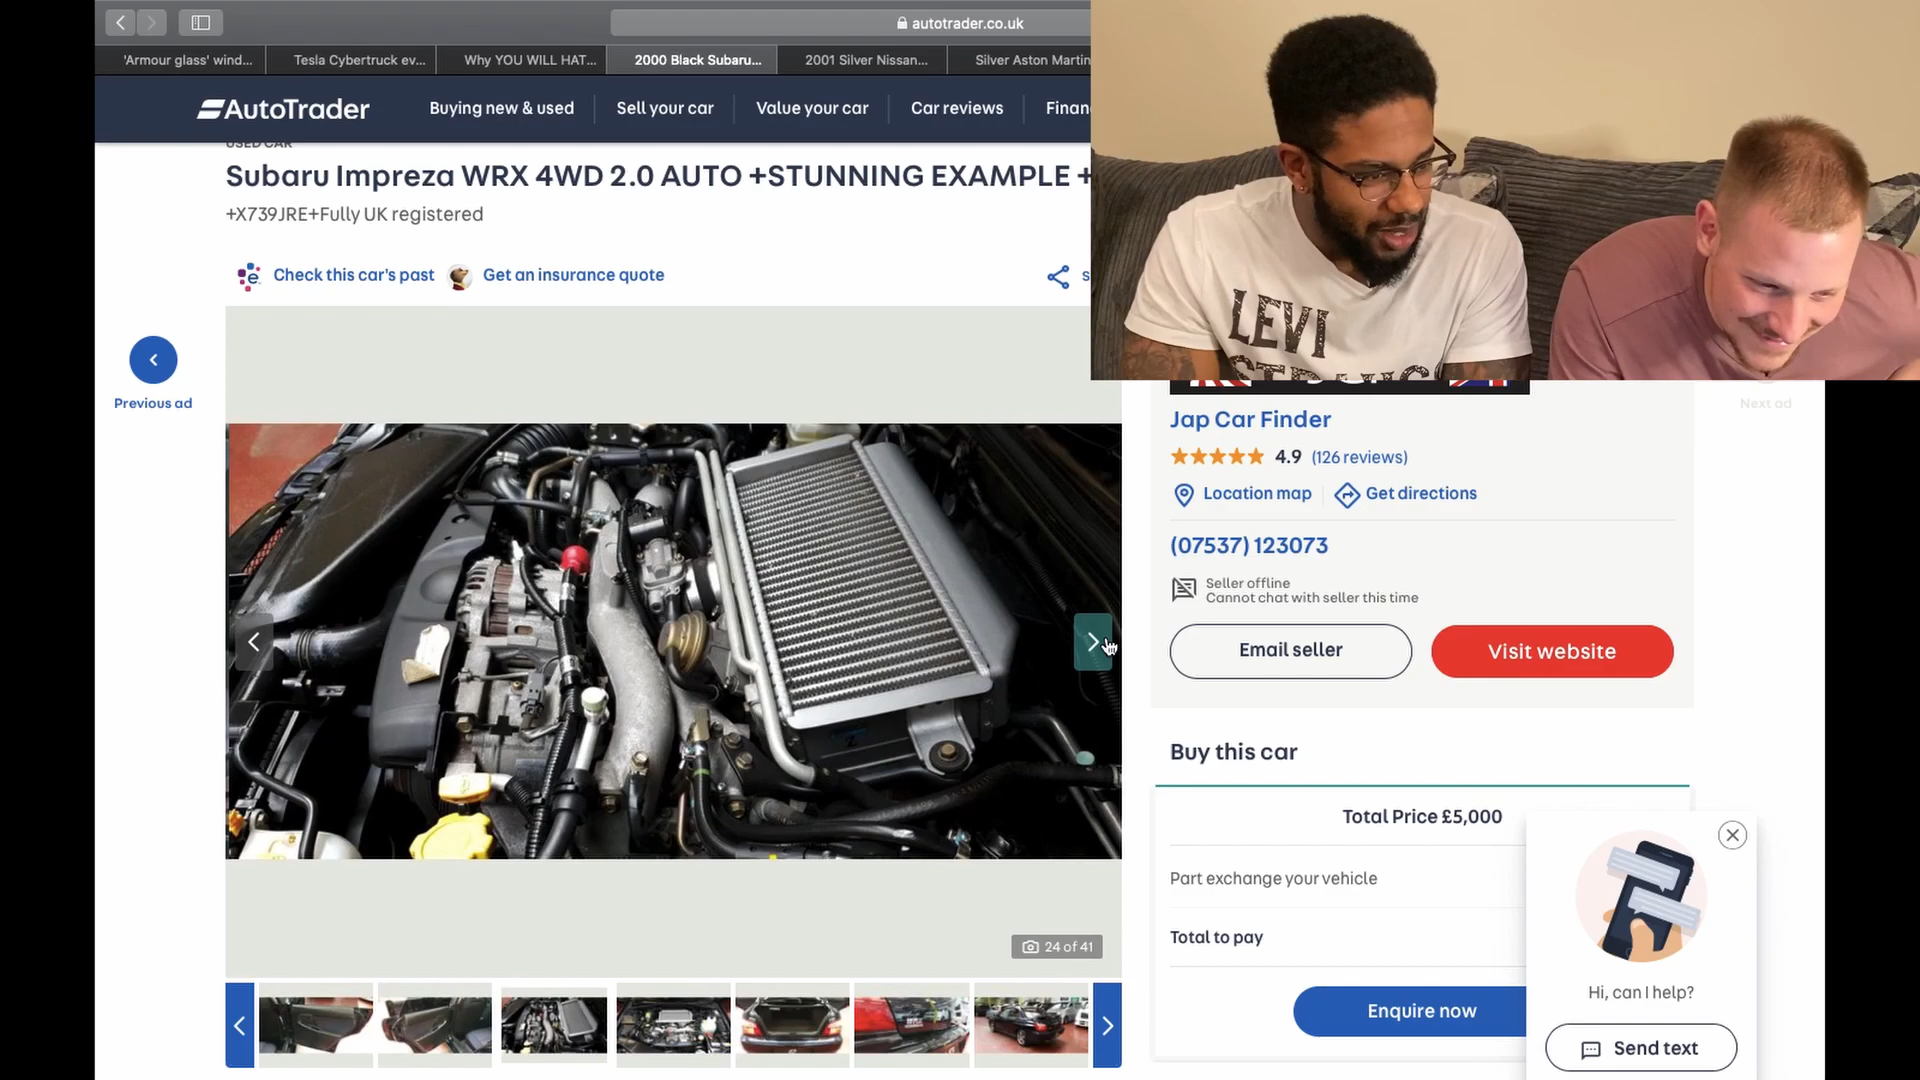 autotrader.co.uk
'Armour glass' wind...
Tesla Cybertruck ev...
Why YOU WILL HAT...
2000 Black Subaru...
2001 Silver Nissan...
Silver Aston Martin
AutoTrader
Buying new & used
Sell your car
Value your car
Car reviews
Finan
USED CAR
Subaru Impreza WRX 4WD 2.0 AUTO +STUNNING EXAMPLE +
+X739JRE+Fully UK registered
Check this car's past
Get an insurance quote
LEVI
Previous ad
Next ad
Jap Car Finder
4.9 (126 reviews)
Location map
Get directions
(07537) 123073
Seller offline
Cannot chat with seller this time
Email seller
Visit website
Buy this car
Total Price £5,000
Part exchange your vehicle
Total to pay
Enquire now
24 of 41
Hi, can I help?
Send text